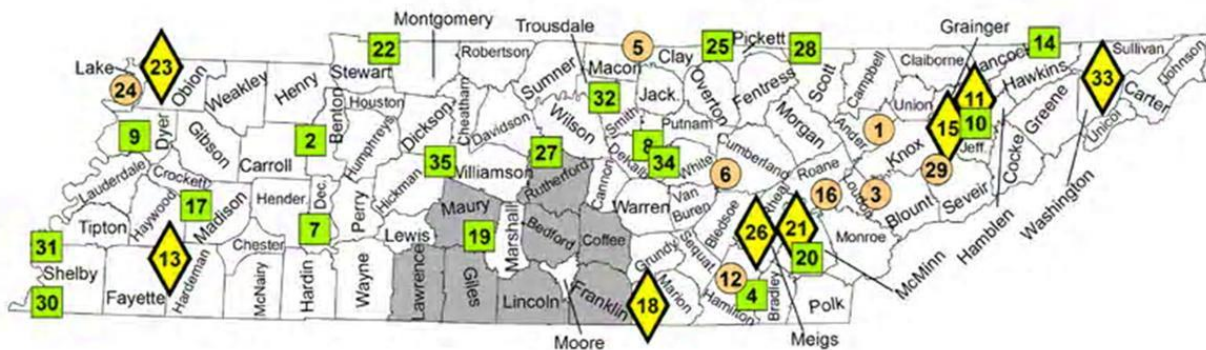 Montgomery
Trousdale
Grainger
22
Stewart
Robertson
Sumner
5
Macon
Clay
25
Pickett
28
Scott
Campbell
Claiborne
Hancock
14
Hawkins
Sullivan
33
Johnson
Carter
Lake
23
24
Obion
Weakley
Henry
Benton
Houston
Humphreys
Dickson
Cheatham
Davidson
Wilson
32
Smith
Jack.
Overton
Fentress
Morgan
Ander.
1
Union
11
15
10
Jeff.
Greene
Unicoi
9
Dyer
Gibson
Carroll
2
35
Williamson
27
Rutherford
Cannon
DeKalb
8
34
Putnam
White
Cumberland
6
Roane
Knox
29
Cocke
Lauderdale
Crockett
Haywood
17
Madison
Hender.
Dec.
Perry
Hickman
Maury
Marshall
Bedford
Coffee
Warren
Van
Buren
Bledsoe
Rhea
16
Loudon
3
Blount
Sevier
Hamblen
Washington
Tipton
31
Shelby
30
Fayette
13
Hardeman
Chester
McNairy
7
Hardin
Wayne
Lewis
Lawrence
19
Giles
Lincoln
Moore
Franklin
18
Marion
Grundy
Sequat.
12
Hamilton
4
Bradley
26
21
20
Monroe
McMinn
Polk
Meigs